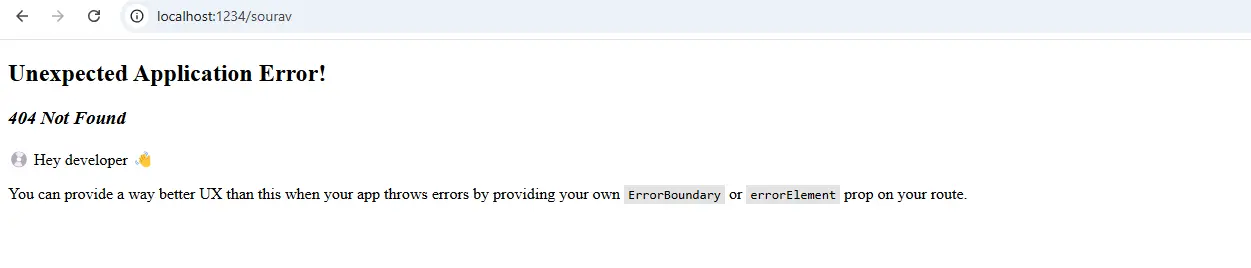 localhost:1234/sourav
Unexpected Application Error!
404 Not Found
Hey developer 👋
You can provide a way better UX than this when your app throws errors by providing your own ErrorBoundary or errorElement prop on your route.